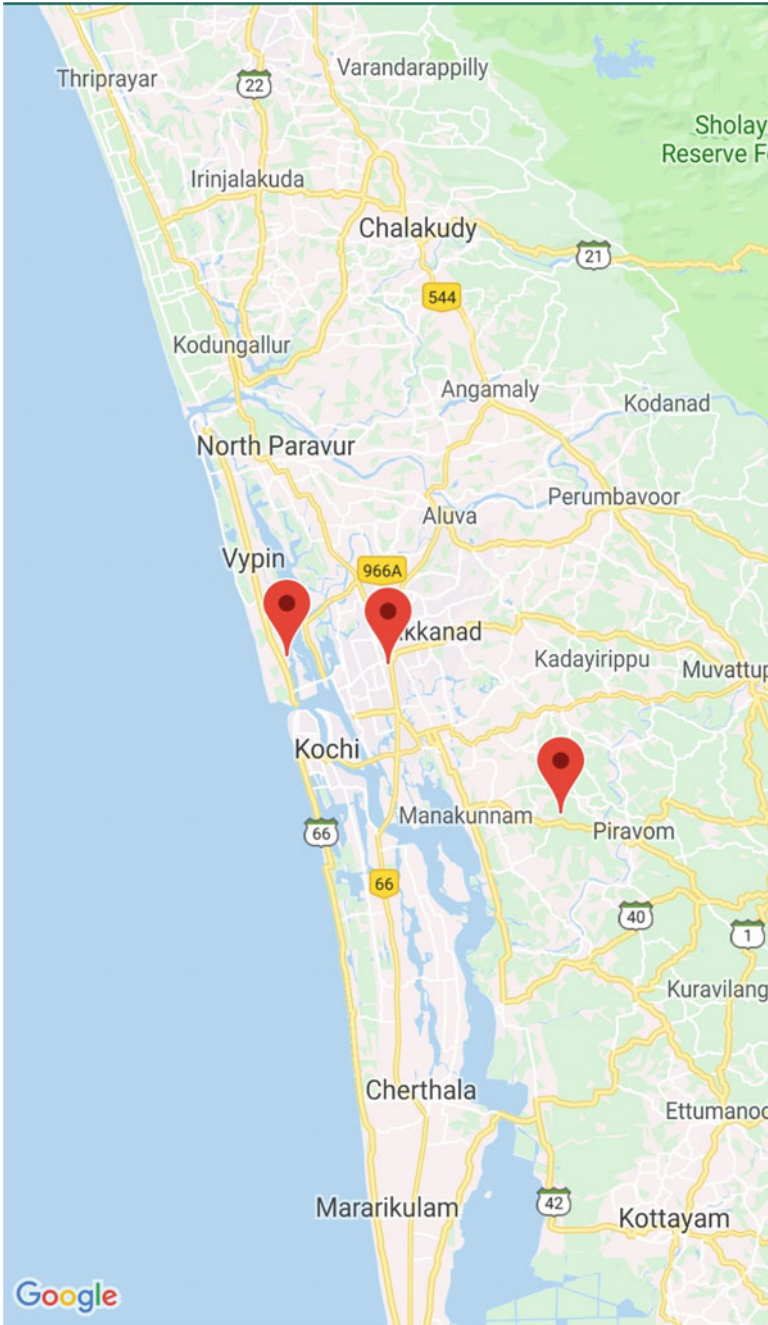 Thriprayar
22
Varandarappilly
Sholay
Reserve F
Irinjalakuda
Chalakudy
21
544
Kodungallur
Angamaly
Kodanad
North Paravur
Perumbavoor
Aluva
Vypin
966A
kkanad
Kadayirippu
Muvattup
Kochi
Manakunnam
Piravom
66
66
40
1
Kuravilang
Cherthala
Ettumanoo
Mararikulam
42
Kottayam
Google